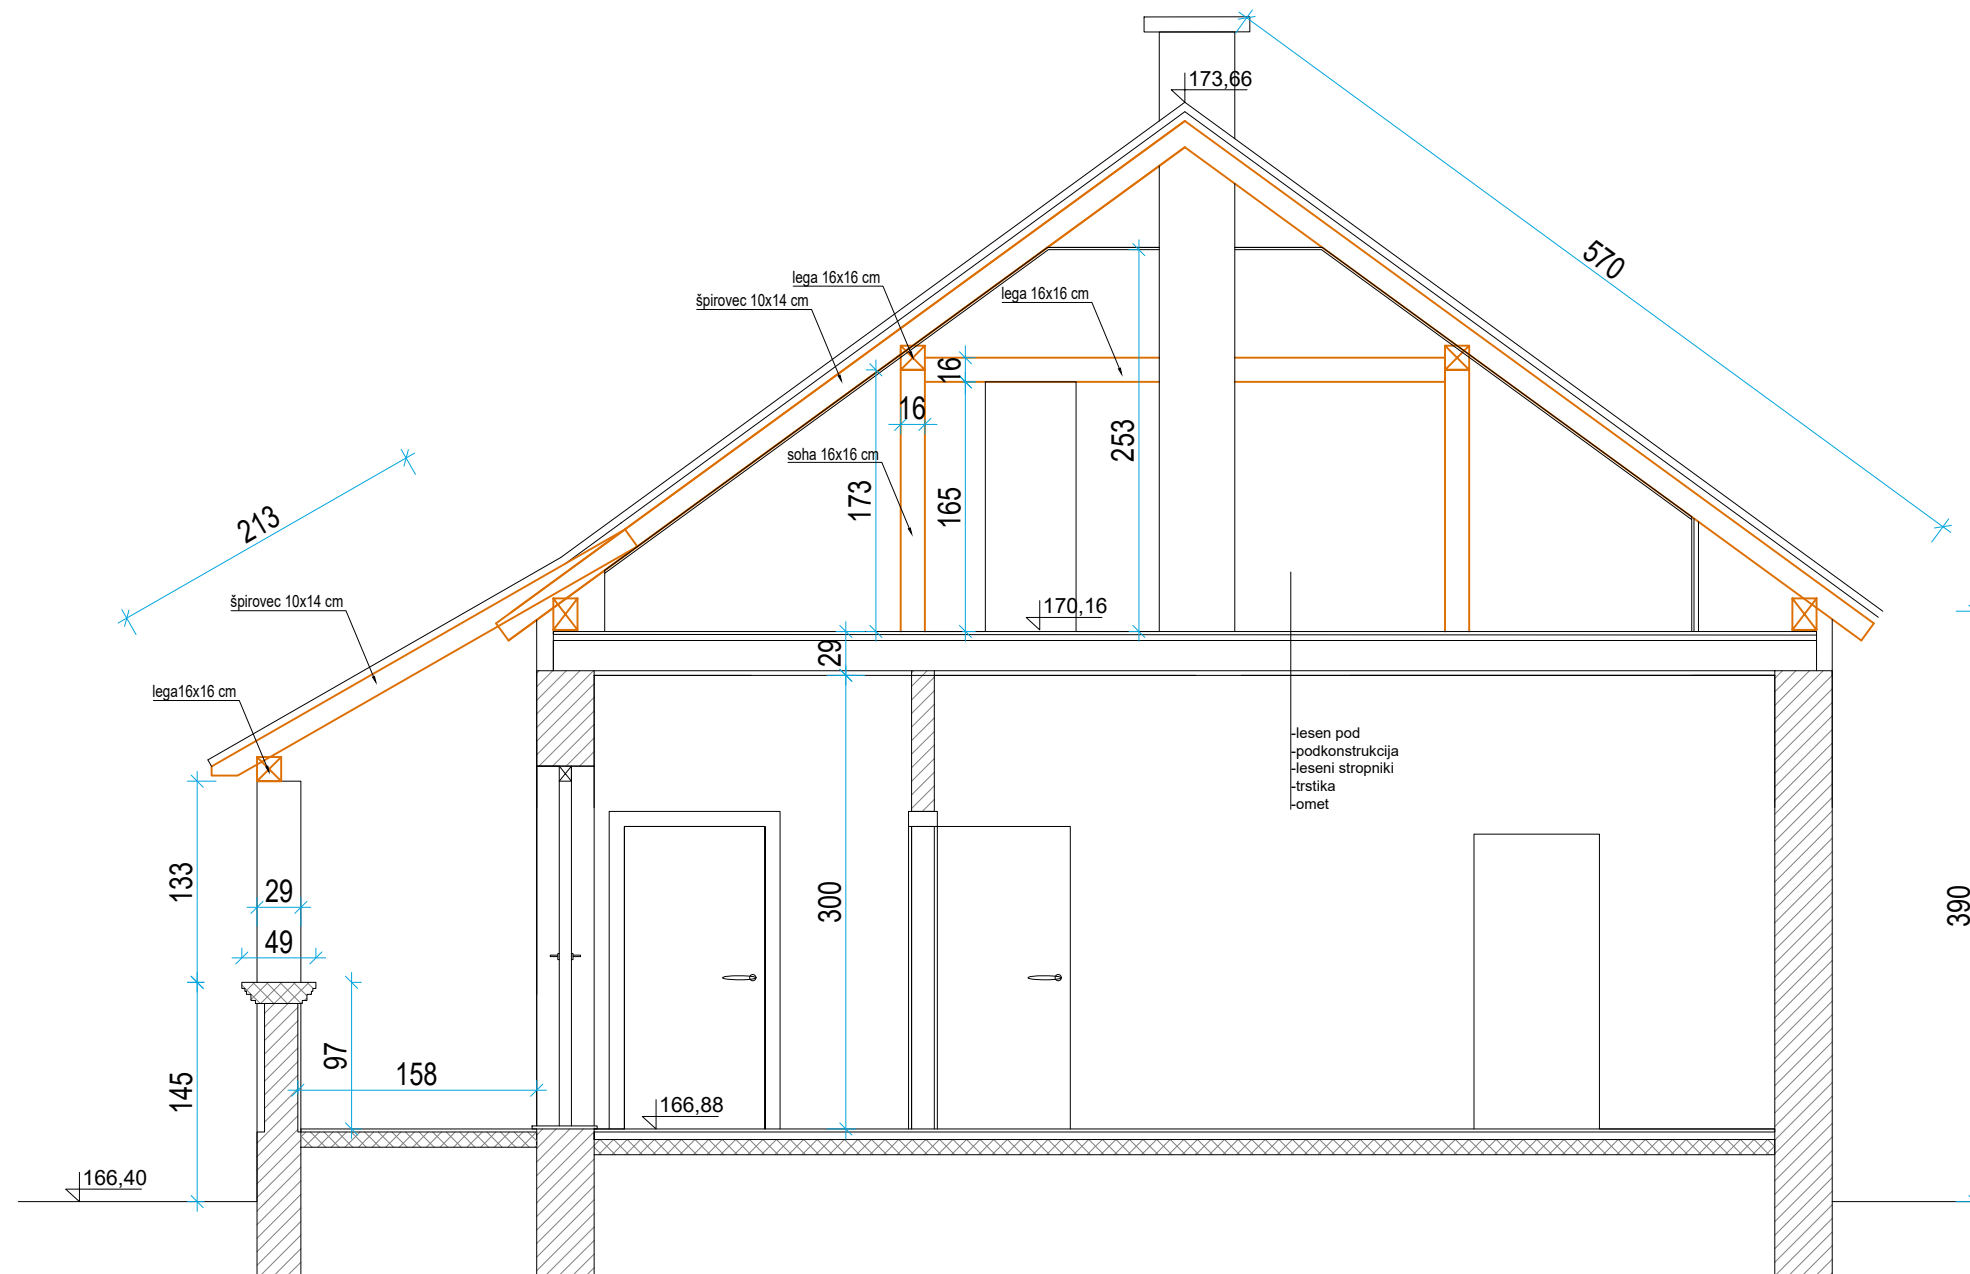 173,66
570
lega 16x16 cm
špirovec 10x14 cm
lega 16x16 cm
16
16
253
soha 16x16 cm
173
165
213
špirovec 10x14 cm
170,16
29
lega16x16 cm
-lesen pod
-podkonstrukcija
-leseni stropniki
-trstika
-omet
133
29
300
390
49
97
158
145
166,88
166,40